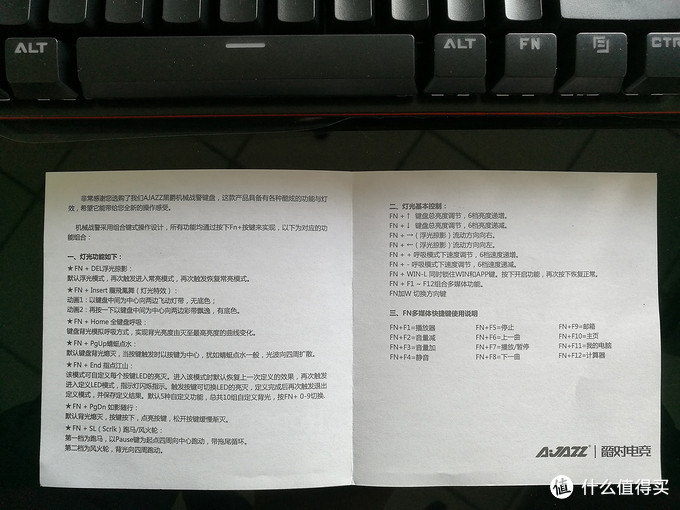 ALT
ALT
FN
CTR
非常感谢您选购了我们AJAZZ黑爵机械战警键盘，这款产品具备有各种酷炫的功能与灯
效，希望它能带给您全新的操作感受。
机械战警采用组合键式操作设计，所有功能均通过按下Fn+按键来实现，以下为对应的功
能组合：
一、灯光功能如下：
★FN + DEL浮光掠影：
默认浮光模式，再次触发进入常亮模式，再次触发恢复常亮模式。
★FN + Insert 龍飛鳳舞（灯光特效）：
动画1：以键盘中间为中心向两边飞动灯带，无底色；
动画2：再按一下以键盘中间为中心向两边彩带飘逸，有底色。
★FN + Home 全键盘呼吸：
键盘背光模拟呼吸方式，实现背光亮度由灭至最高亮度的曲线变化。
★FN + PgUp蜻蜓点水：
默认键盘背光熄灭，当按键触发时以按键为中心，犹如蜻蜓点水一般，光波向四周扩散。
★FN + End 指点江山：
该模式可自定义每个按键LED的亮灭。进入该模式时默认恢复上一次定义的效果，再次触发
进入定义LED模式，指示灯闪烁指示。触发按键可切换LED的亮灭，定义完成后再次触发退出
定义模式，并保存定义结果。默认5种自定义功能，总共10组自定义背光，按FN+ 0-9切换.
★FN + PgDn 如影随行：
默认背光熄灭，按键按下，点亮按键，松开按键缓慢渐灭。
★FN + SL（Scrlk）跑马/风火轮：
第一档为跑马，以Pause键为起点四周向中心跑动，带拖尾循环。
第二档为风火轮，背光向四周跑动。
二、灯光基本控制：
FN + ↑ 键盘总亮度调节，6档亮度递增。
FN + ↓ 键盘总亮度调节，6档亮度递减。
FN + →（浮光掠影）流动方向向右。
FN + ←（浮光掠影）流动方向向左。
FN + + 呼吸模式下速度调节，6档速度递增。
FN + - 呼吸模式下速度调节，6档速度递减。
FN + WIN-L 同时锁住WIN和APP键。按下开启功能，再次按下恢复正常。
FN + F1 ~ F12组合多媒体功能。
FN加W 切换方向键
三、FN多媒体快捷键使用说明
FN+F1=播放器 FN+F5=停止 FN+F9=邮箱
FN+F2=音量减 FN+F6=上一曲 FN+F10=主页
FN+F3=音量加 FN+F7=播放/暂停 FN+F11=我的电脑
FN+F4=静音 FN+F8=下一曲 FN+F12=计算器
AJAZZ | 
值 什么值得买